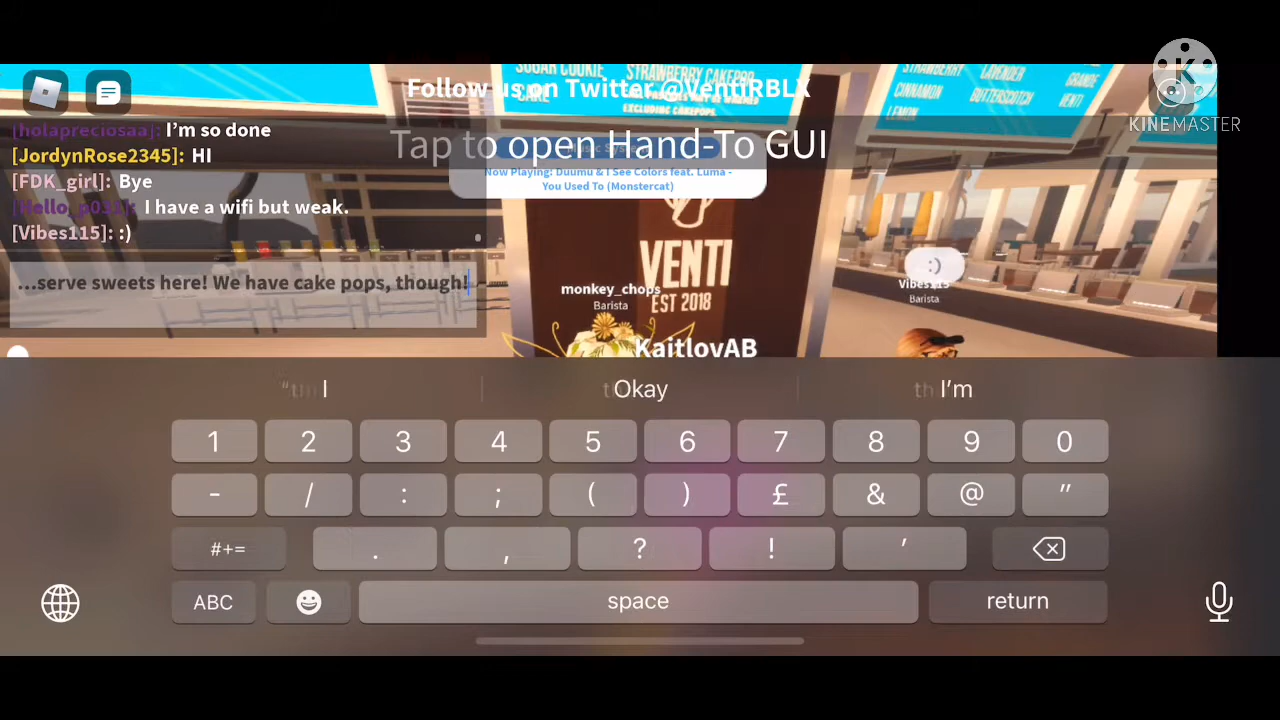 SUGAR COOKIE
STRAWBERRY CAKEPOP
CAKE
EXCLUDING CAKEPOPS.
STRAWBERRY
LAVENDER
GRANDE
CINNAMON
BUTTERSCOTCH
VENTI
LEMON
Follow us on Twitter @VentiRBLX
KINEMASTER
Tap to open Hand-To GUI
Now Playing: Duumu & I See Colors feat. Luma -
You Used To (Monstercat)
[holapreciosaa]: I'm so done
[JordynRose2345]: HI
[FDK_girl]: Bye
I have a wifi but weak.
[Vibes115]: :)
...serve sweets here! We have cake pops, though!
VENTI
EST 2018
monkey_chops
Barista
:)
Vibes115
Barista
KaitlovAB
I
Okay
I'm
1 2 3 4 5 6 7 8 9 0
- / : ; ( ) £ & @ "
#+= . , ? ! '
ABC space return